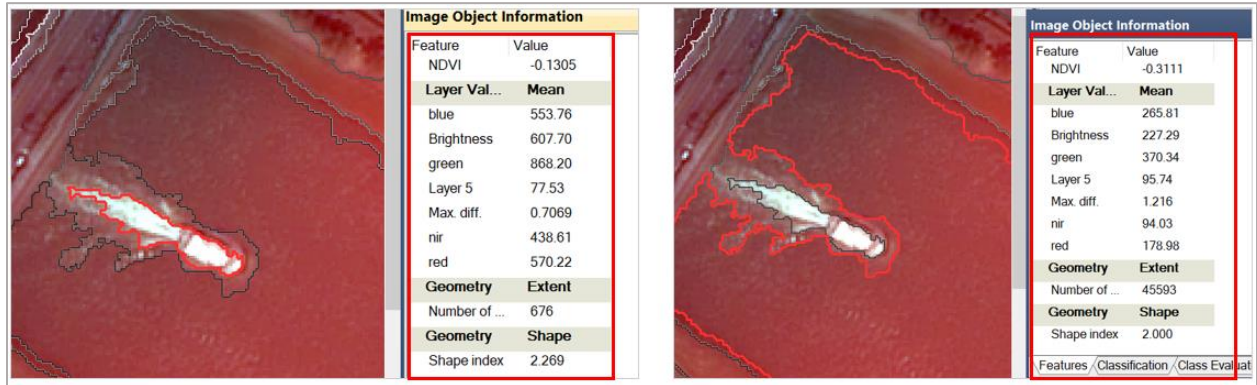 Image Object Information
Feature Value
NDVI -0.1305
Layer Val... Mean
blue 553.76
Brightness 607.70
green 868.20
Layer 5 77.53
Max. diff. 0.7069
nir 438.61
red 570.22
Geometry Extent
Number of ... 676
Geometry Shape
Shape index 2.269
Image Object Information
Feature Value
NDVI -0.3111
Layer Val... Mean
blue 265.81
Brightness 227.29
green 370.34
Layer 5 95.74
Max. diff. 1.216
nir 94.03
red 178.98
Geometry Extent
Number of ... 45593
Geometry Shape
Shape index 2.000
Features Classification Class Evaluat